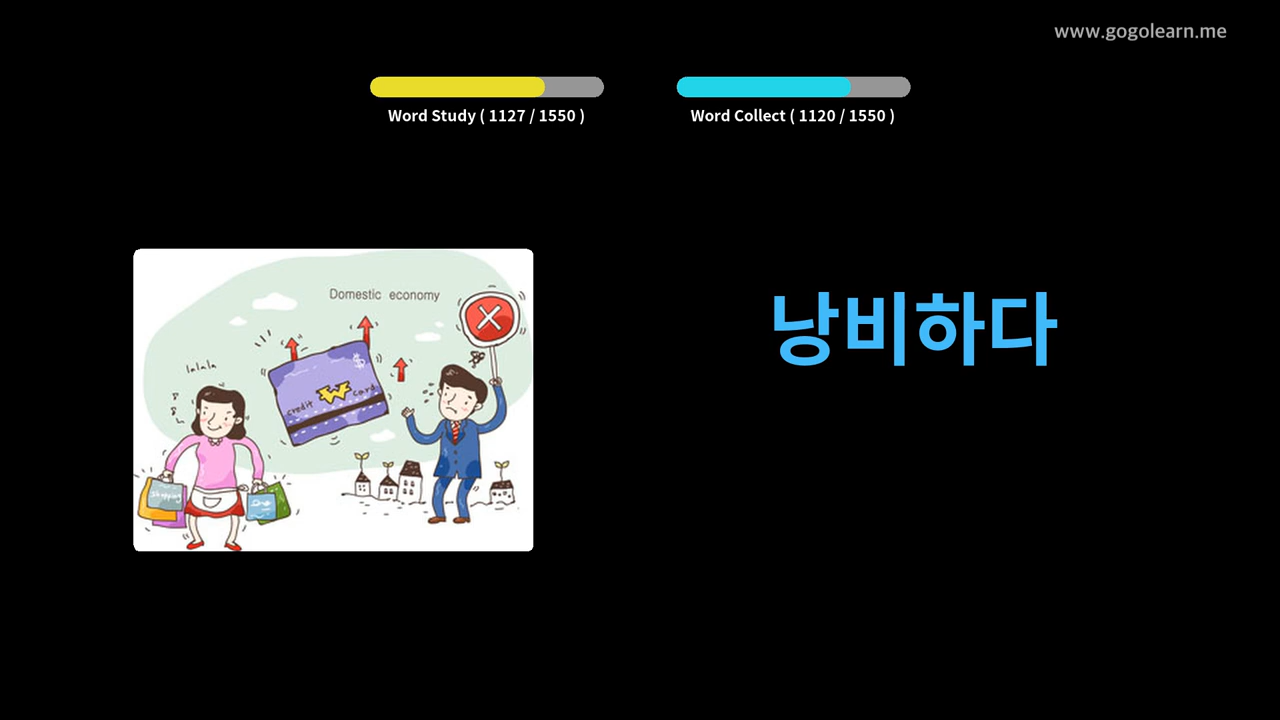 www.gogolearn.me
Word Study ( 1127 / 1550 )
Word Collect ( 1120 / 1550 )
낭비하다
Domestic economy
lalala
$
W
credit card
Shopping